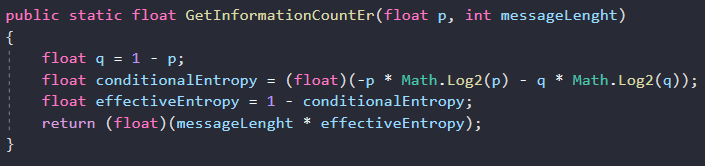 public static float GetInformationCountEr(float p, int messageLenght)
{
    float q = 1 - p;
    float conditionalEntropy = (float)(-p * Math.Log2(p) - q * Math.Log2(q));
    float effectiveEntropy = 1 - conditionalEntropy;
    return (float)(messageLenght * effectiveEntropy);
}